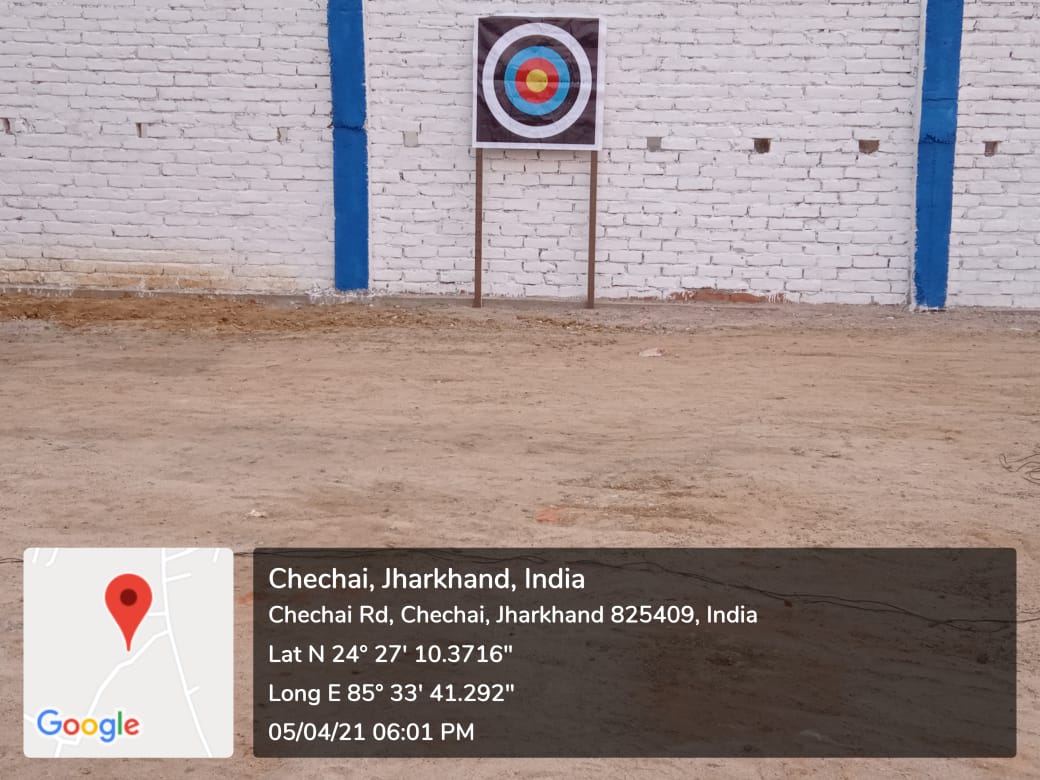 Chechai, Jharkhand, India
Chechai Rd, Chechai, Jharkhand 825409, India
Lat N 24° 27' 10.3716"
Long E 85° 33' 41.292"
05/04/21 06:01 PM
Google